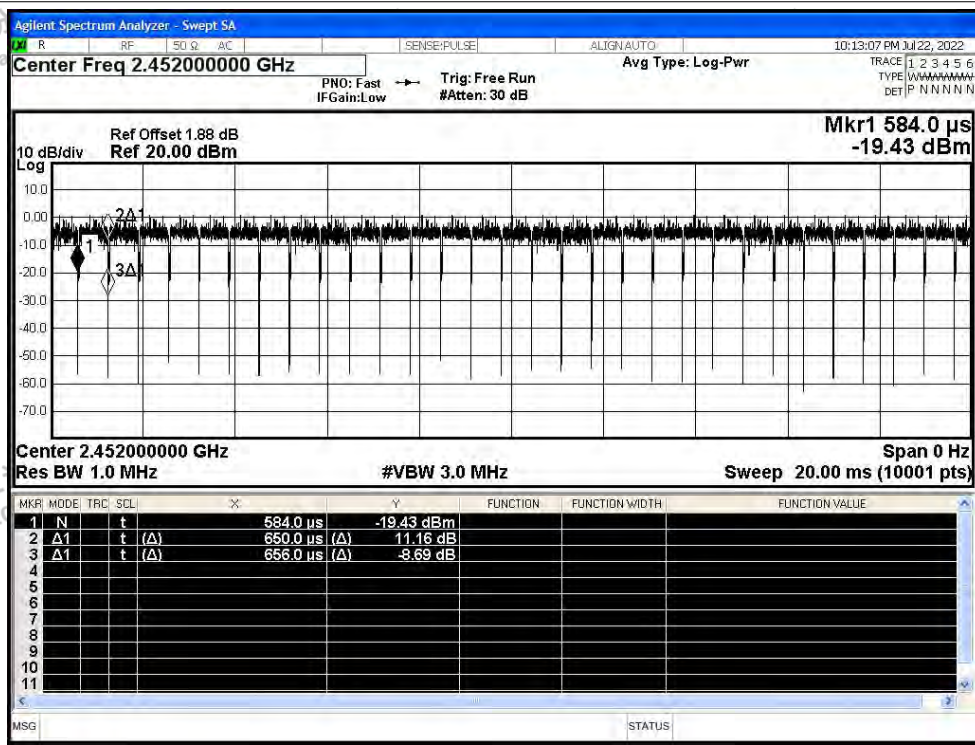 Agilent Spectrum Analyzer - Swept SA
R RF 50 Ω AC SENSE:PULSE ALIGN AUTO 10:13:07 PM Jul 22, 2022
Center Freq 2.452000000 GHz
PNO: Fast Trig: Free Run Avg Type: Log-Pwr TRACE 1 2 3 4 5 6
IFGain:Low #Atten: 30 dB TYPE
DET P N N N N N
Mkr1 584.0 µs
-19.43 dBm
Ref Offset 1.88 dB
10 dB/div Ref 20.00 dBm
Log
10.0
0.00
-10.0
-20.0
-30.0
-40.0
-50.0
-60.0
-70.0
2Δ1
1
3Δ
Center 2.452000000 GHz Span 0 Hz
Res BW 1.0 MHz #VBW 3.0 MHz Sweep 20.00 ms (10001 pts)
MKR MODE TRC SCL X Y FUNCTION FUNCTION WIDTH FUNCTION VALUE
1 N t 584.0 µs -19.43 dBm
2 Δ1 t (Δ) 650.0 µs (Δ) 11.16 dB
3 Δ1 t (Δ) 656.0 µs (Δ) -8.69 dB
4
5
6
7
8
9
10
11
MSG STATUS